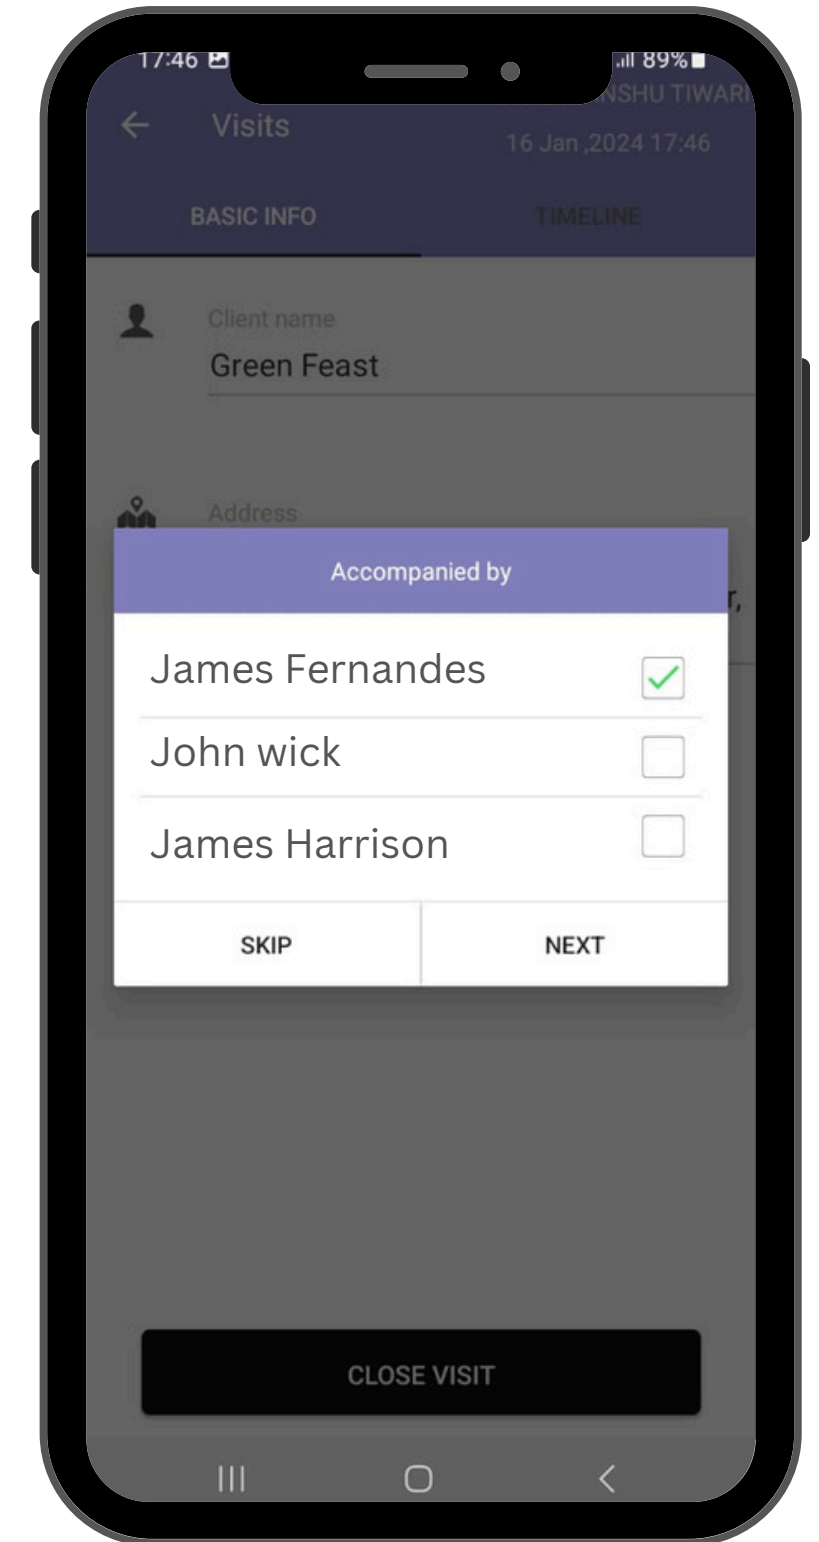 17:46 89%
TIWARI
Visits
16 Jan ,2024 17:46
BASIC INFO TIMELINE
Client name
Green Feast
Address
r,
Accompanied by
James Fernandes
John wick
James Harrison
SKIP NEXT
CLOSE VISIT